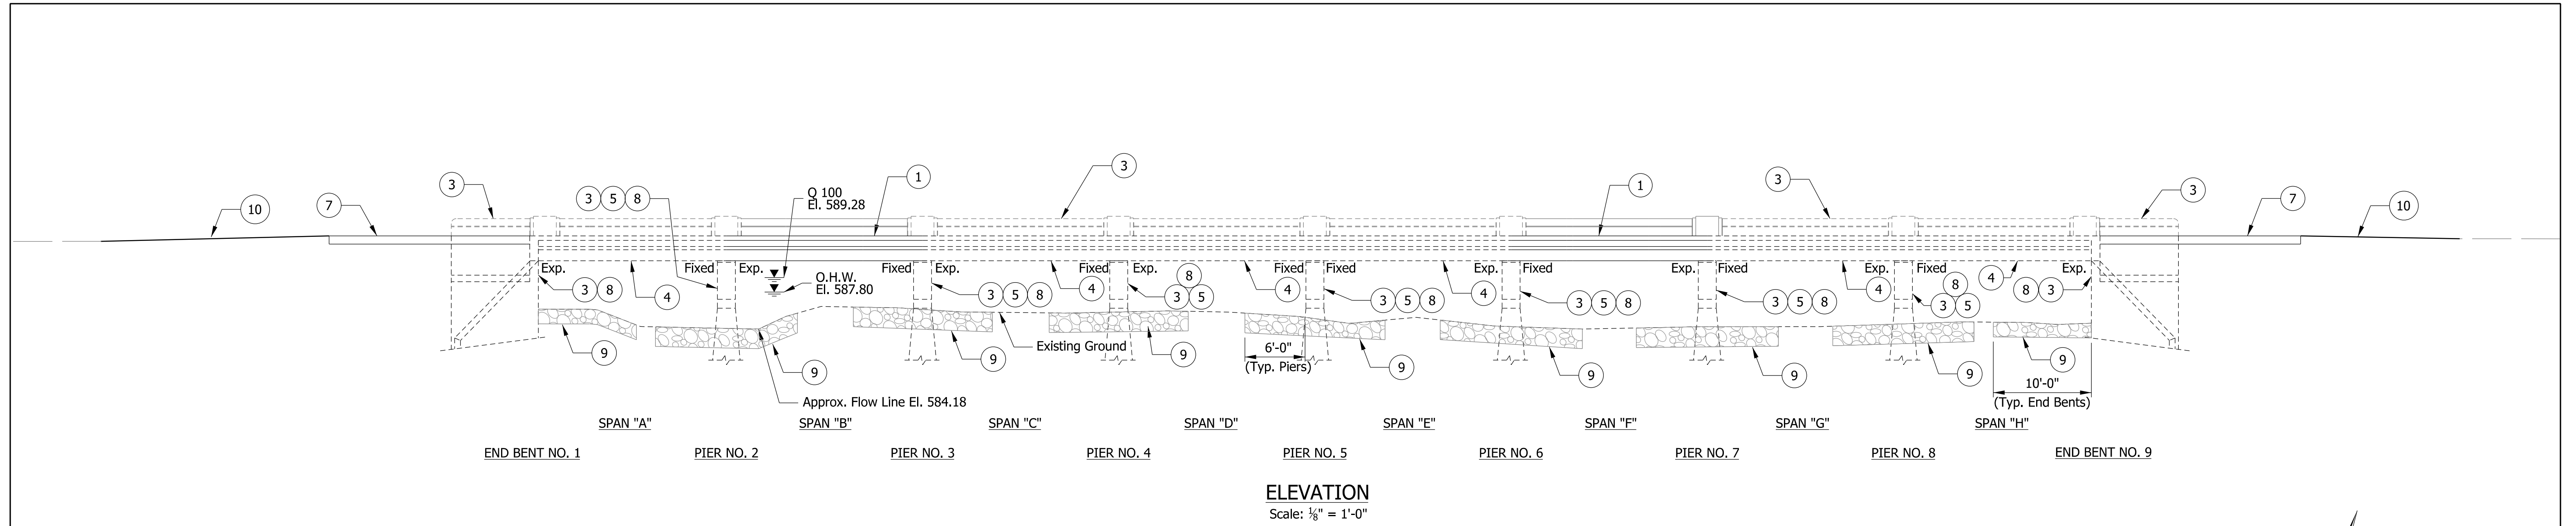 3
1
3
1
3
3
10
7
3 5 8
Q 100
El. 589.28
7
10
Exp.
Fixed
Exp.
O.H.W.
El. 587.80
Fixed
Exp.
Fixed
Exp.
Fixed
Fixed
Exp.
Fixed
Exp.
Fixed
Exp.
Fixed
Exp.
3 8
4
3 5 8
4
8
3 5
4
3 5 8
4
3 5 8
3 5 8
4
8
3 5
4
8 3
9
9
Existing Ground
9
9
6'-0"
(Typ. Piers)
9
9
9
9
9
10'-0"
(Typ. End Bents)
Approx. Flow Line El. 584.18
SPAN "A"
SPAN "B"
SPAN "C"
SPAN "D"
SPAN "E"
SPAN "F"
SPAN "G"
SPAN "H"
END BENT NO. 1
PIER NO. 2
PIER NO. 3
PIER NO. 4
PIER NO. 5
PIER NO. 6
PIER NO. 7
PIER NO. 8
END BENT NO. 9
ELEVATION
Scale: ⅛" = 1'-0"